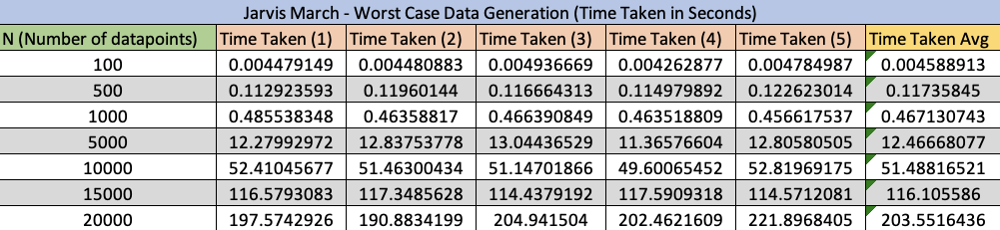 Jarvis March - Worst Case Data Generation (Time Taken in Seconds)
N (Number of datapoints) Time Taken (1) Time Taken (2) Time Taken (3) Time Taken (4) Time Taken (5) Time Taken Avg
100 0.004479149 0.004480883 0.004936669 0.004262877 0.004784987 0.004588913
500 0.112923593 0.11960144 0.116664313 0.114979892 0.122623014 0.11735845
1000 0.485538348 0.46358817 0.466390849 0.463518809 0.456617537 0.467130743
5000 12.27992972 12.83753778 13.04436529 11.36576604 12.80580505 12.46668077
10000 52.41045677 51.46300434 51.14701866 49.60065452 52.81969175 51.48816521
15000 116.5793083 117.3485628 114.4379192 117.5909318 114.5712081 116.105586
20000 197.5742926 190.8834199 204.941504 202.4621609 221.8968405 203.5516436